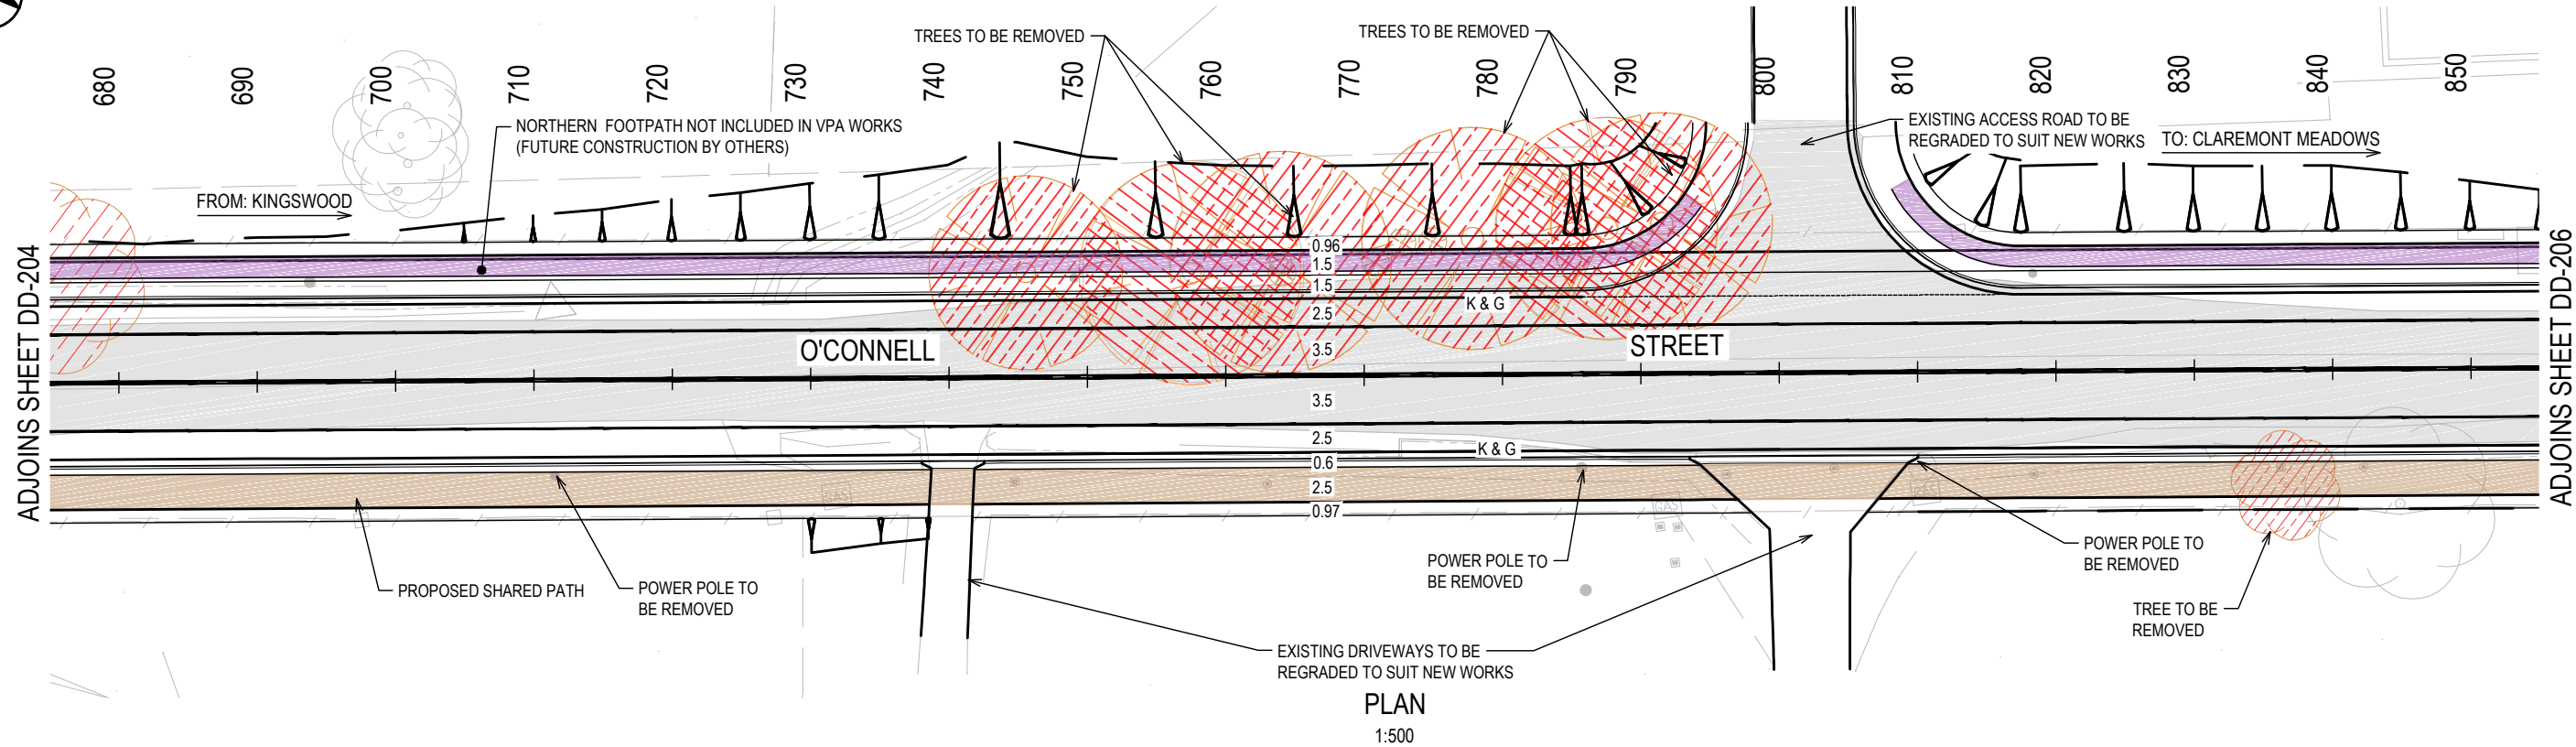 TREES TO BE REMOVED
TREES TO BE REMOVED
680
690
700
710
720
730
740
750
760
770
780
790
800
810
820
830
840
850
NORTHERN FOOTPATH NOT INCLUDED IN VPA WORKS
(FUTURE CONSTRUCTION BY OTHERS)
EXISTING ACCESS ROAD TO BE
REGRADED TO SUIT NEW WORKS
TO: CLAREMONT MEADOWS
FROM: KINGSWOOD
ADJOINS SHEET DD-204
ADJOINS SHEET DD-206
0.96
1.5
1.5
K & G
2.5
O'CONNELL
3.5
STREET
3.5
2.5
K & G
0.6
2.5
0.97
GAS
GAS
GAS
PROPOSED SHARED PATH
POWER POLE TO
BE REMOVED
POWER POLE TO
BE REMOVED
POWER POLE TO
BE REMOVED
TREE TO BE
REMOVED
EXISTING DRIVEWAYS TO BE
REGRADED TO SUIT NEW WORKS
PLAN
1:500